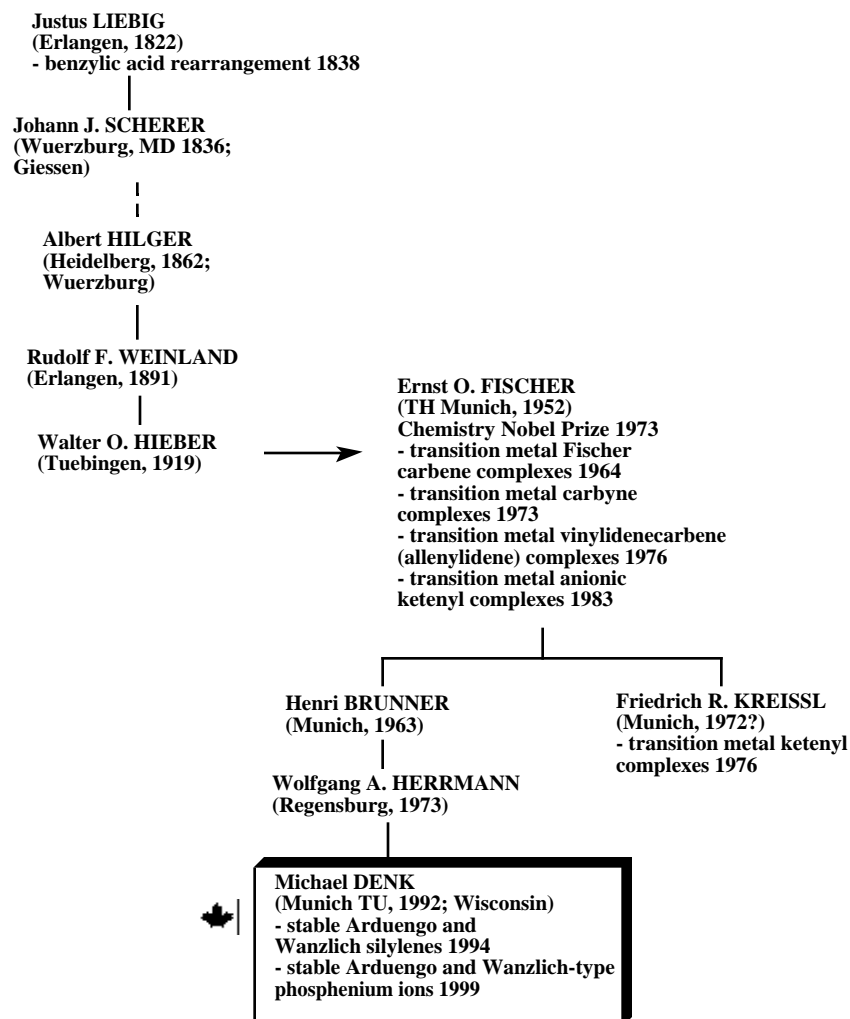 Justus LIEBIG
(Erlangen, 1822)
- benzylic acid rearrangement 1838
Johann J. SCHERER
(Wuerzburg, MD 1836;
Giessen)
Albert HILGER
(Heidelberg, 1862;
Wuerzburg)
Rudolf F. WEINLAND
(Erlangen, 1891)
Walter O. HIEBER
(Tuebingen, 1919)
Ernst O. FISCHER
(TH Munich, 1952)
Chemistry Nobel Prize 1973
- transition metal Fischer
carbene complexes 1964
- transition metal carbyne
complexes 1973
- transition metal vinylidenecarbene
(allenylidene) complexes 1976
- transition metal anionic
ketenyl complexes 1983
Henri BRUNNER
(Munich, 1963)
Friedrich R. KREISSL
(Munich, 1972?)
- transition metal ketenyl
complexes 1976
Wolfgang A. HERRMANN
(Regensburg, 1973)
Michael DENK
(Munich TU, 1992; Wisconsin)
- stable Arduengo and
Wanzlich silylenes 1994
- stable Arduengo and Wanzlich-type
phosphenium ions 1999